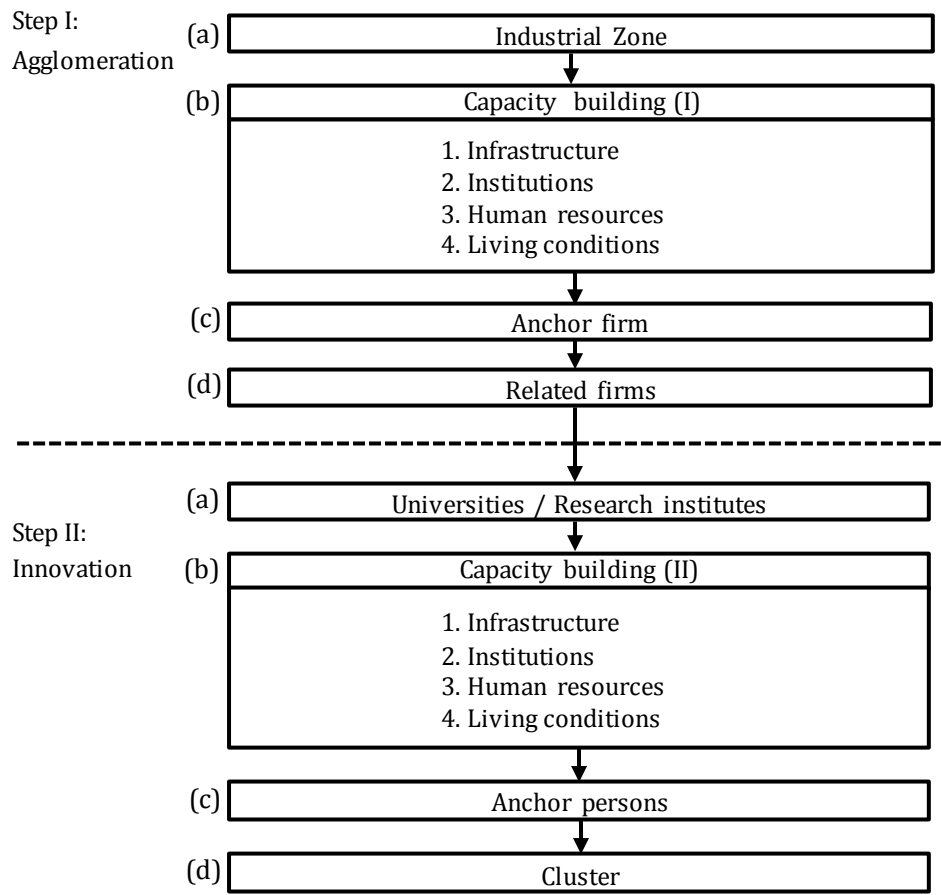 Step I:
Agglomeration
(a) Industrial Zone
(b) Capacity building (I)
1. Infrastructure
2. Institutions
3. Human resources
4. Living conditions
(c) Anchor firm
(d) Related firms
(a) Universities / Research institutes
Step II:
Innovation
(b) Capacity building (II)
1. Infrastructure
2. Institutions
3. Human resources
4. Living conditions
(c) Anchor persons
(d) Cluster